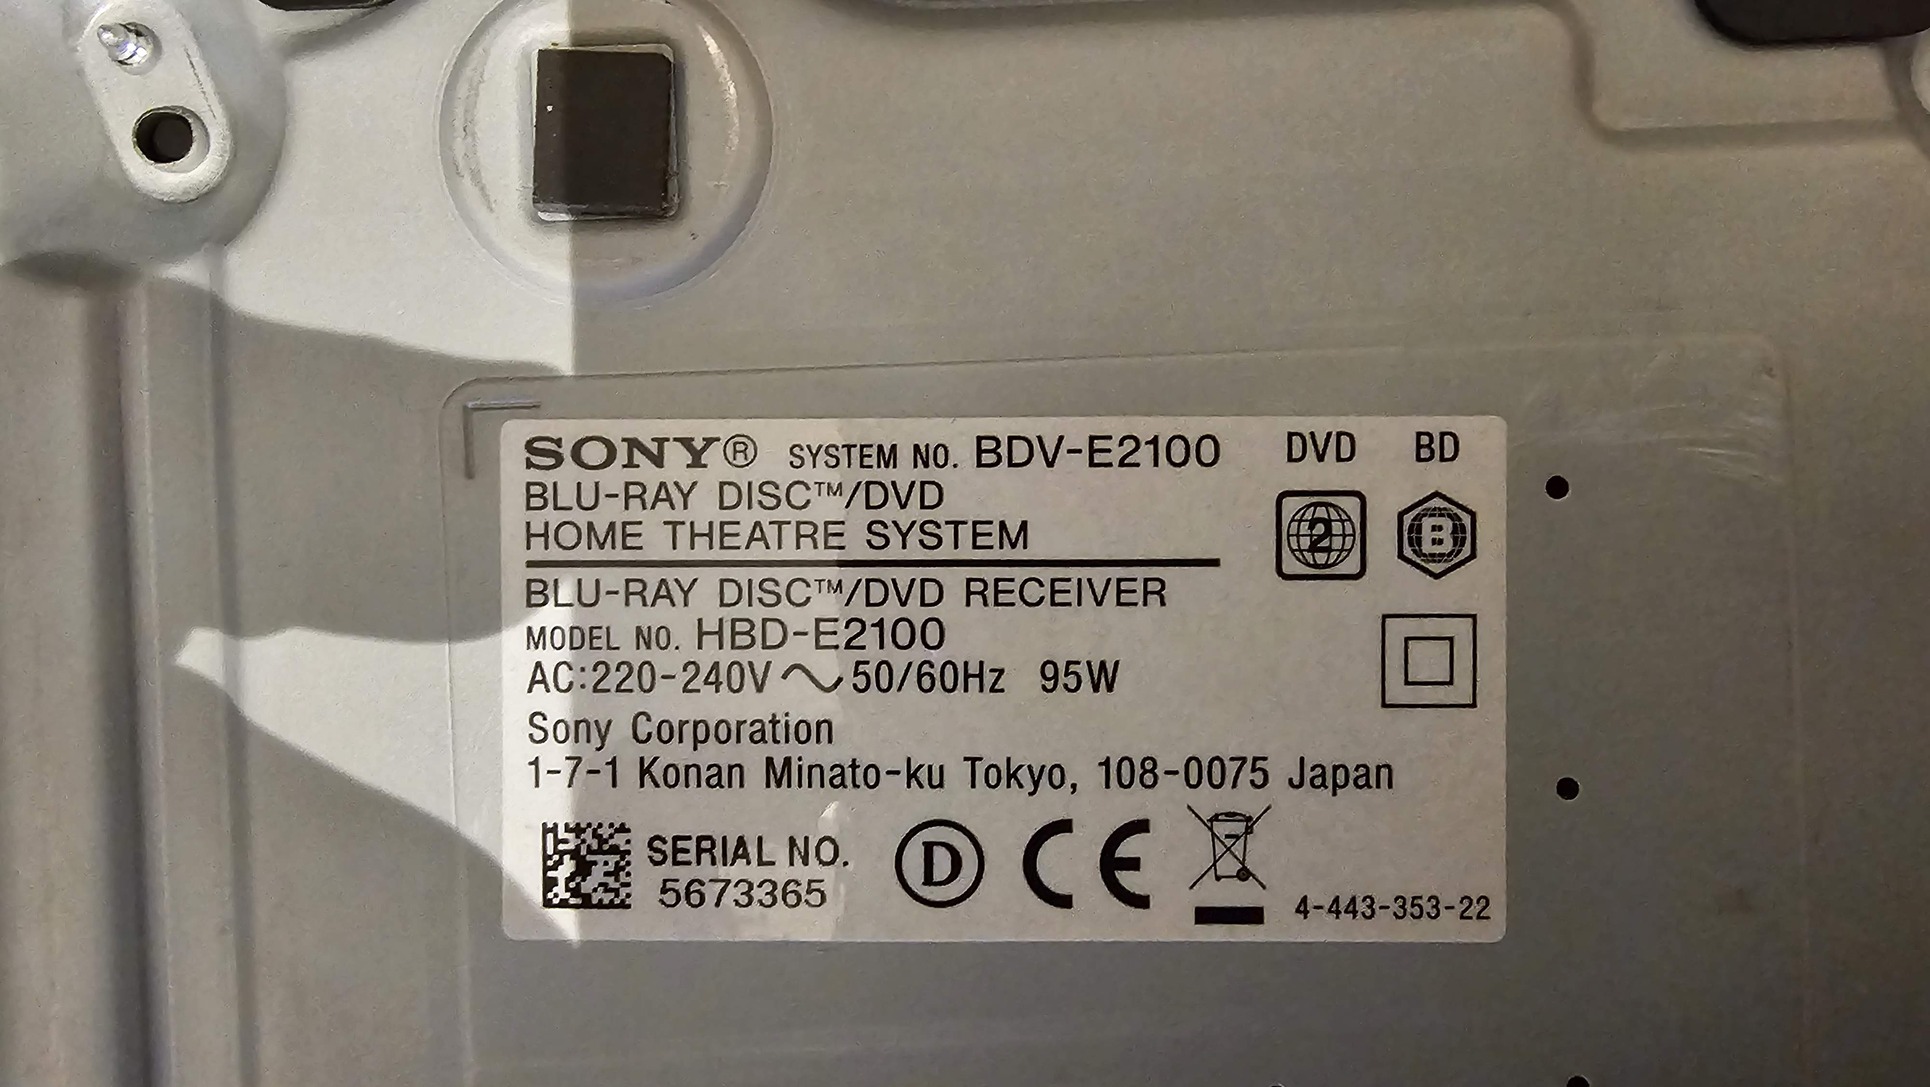 SONY® SYSTEM NO. BDV-E2100 DVD BD
BLU-RAY DISC™/DVD
HOME THEATRE SYSTEM 2 B
BLU-RAY DISC™/DVD RECEIVER
MODEL NO. HBD-E2100
AC:220-240V～50/60Hz 95W
Sony Corporation
1-7-1 Konan Minato-ku Tokyo, 108-0075 Japan
SERIAL NO. D CE
5673365 4-443-353-22